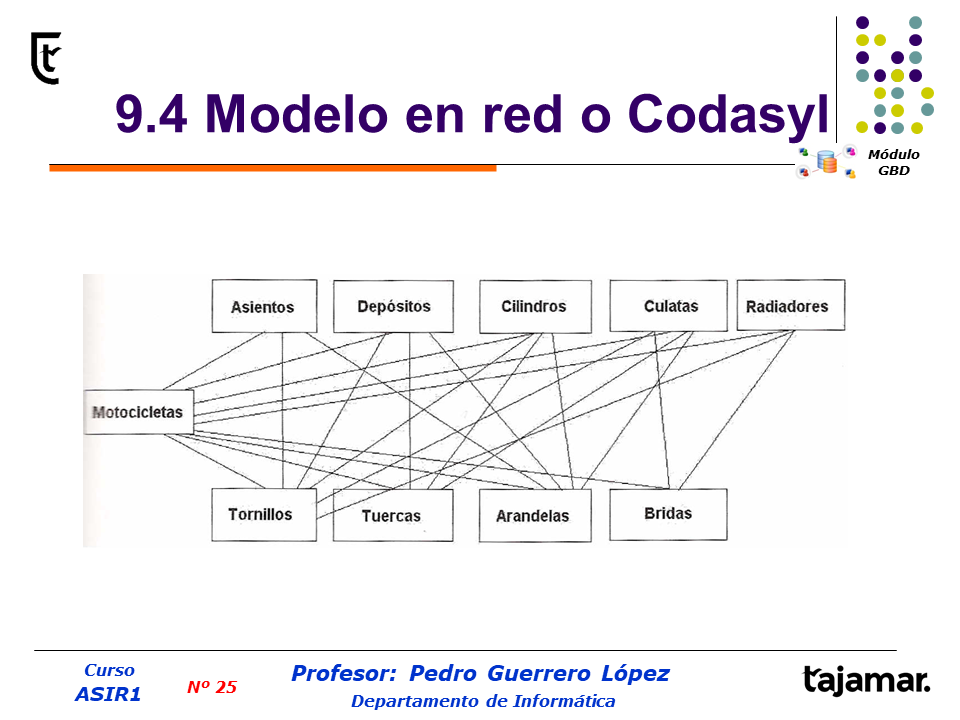 9.4 Modelo en red o Codasyl
Módulo
GBD
Asientos
Depósitos
Cilindros
Culatas
Radiadores
Motocicletas
Tornillos
Tuercas
Arandelas
Bridas
Curso
ASIR1
Nº 25
Profesor: Pedro Guerrero López
Departamento de Informática
tajamar.